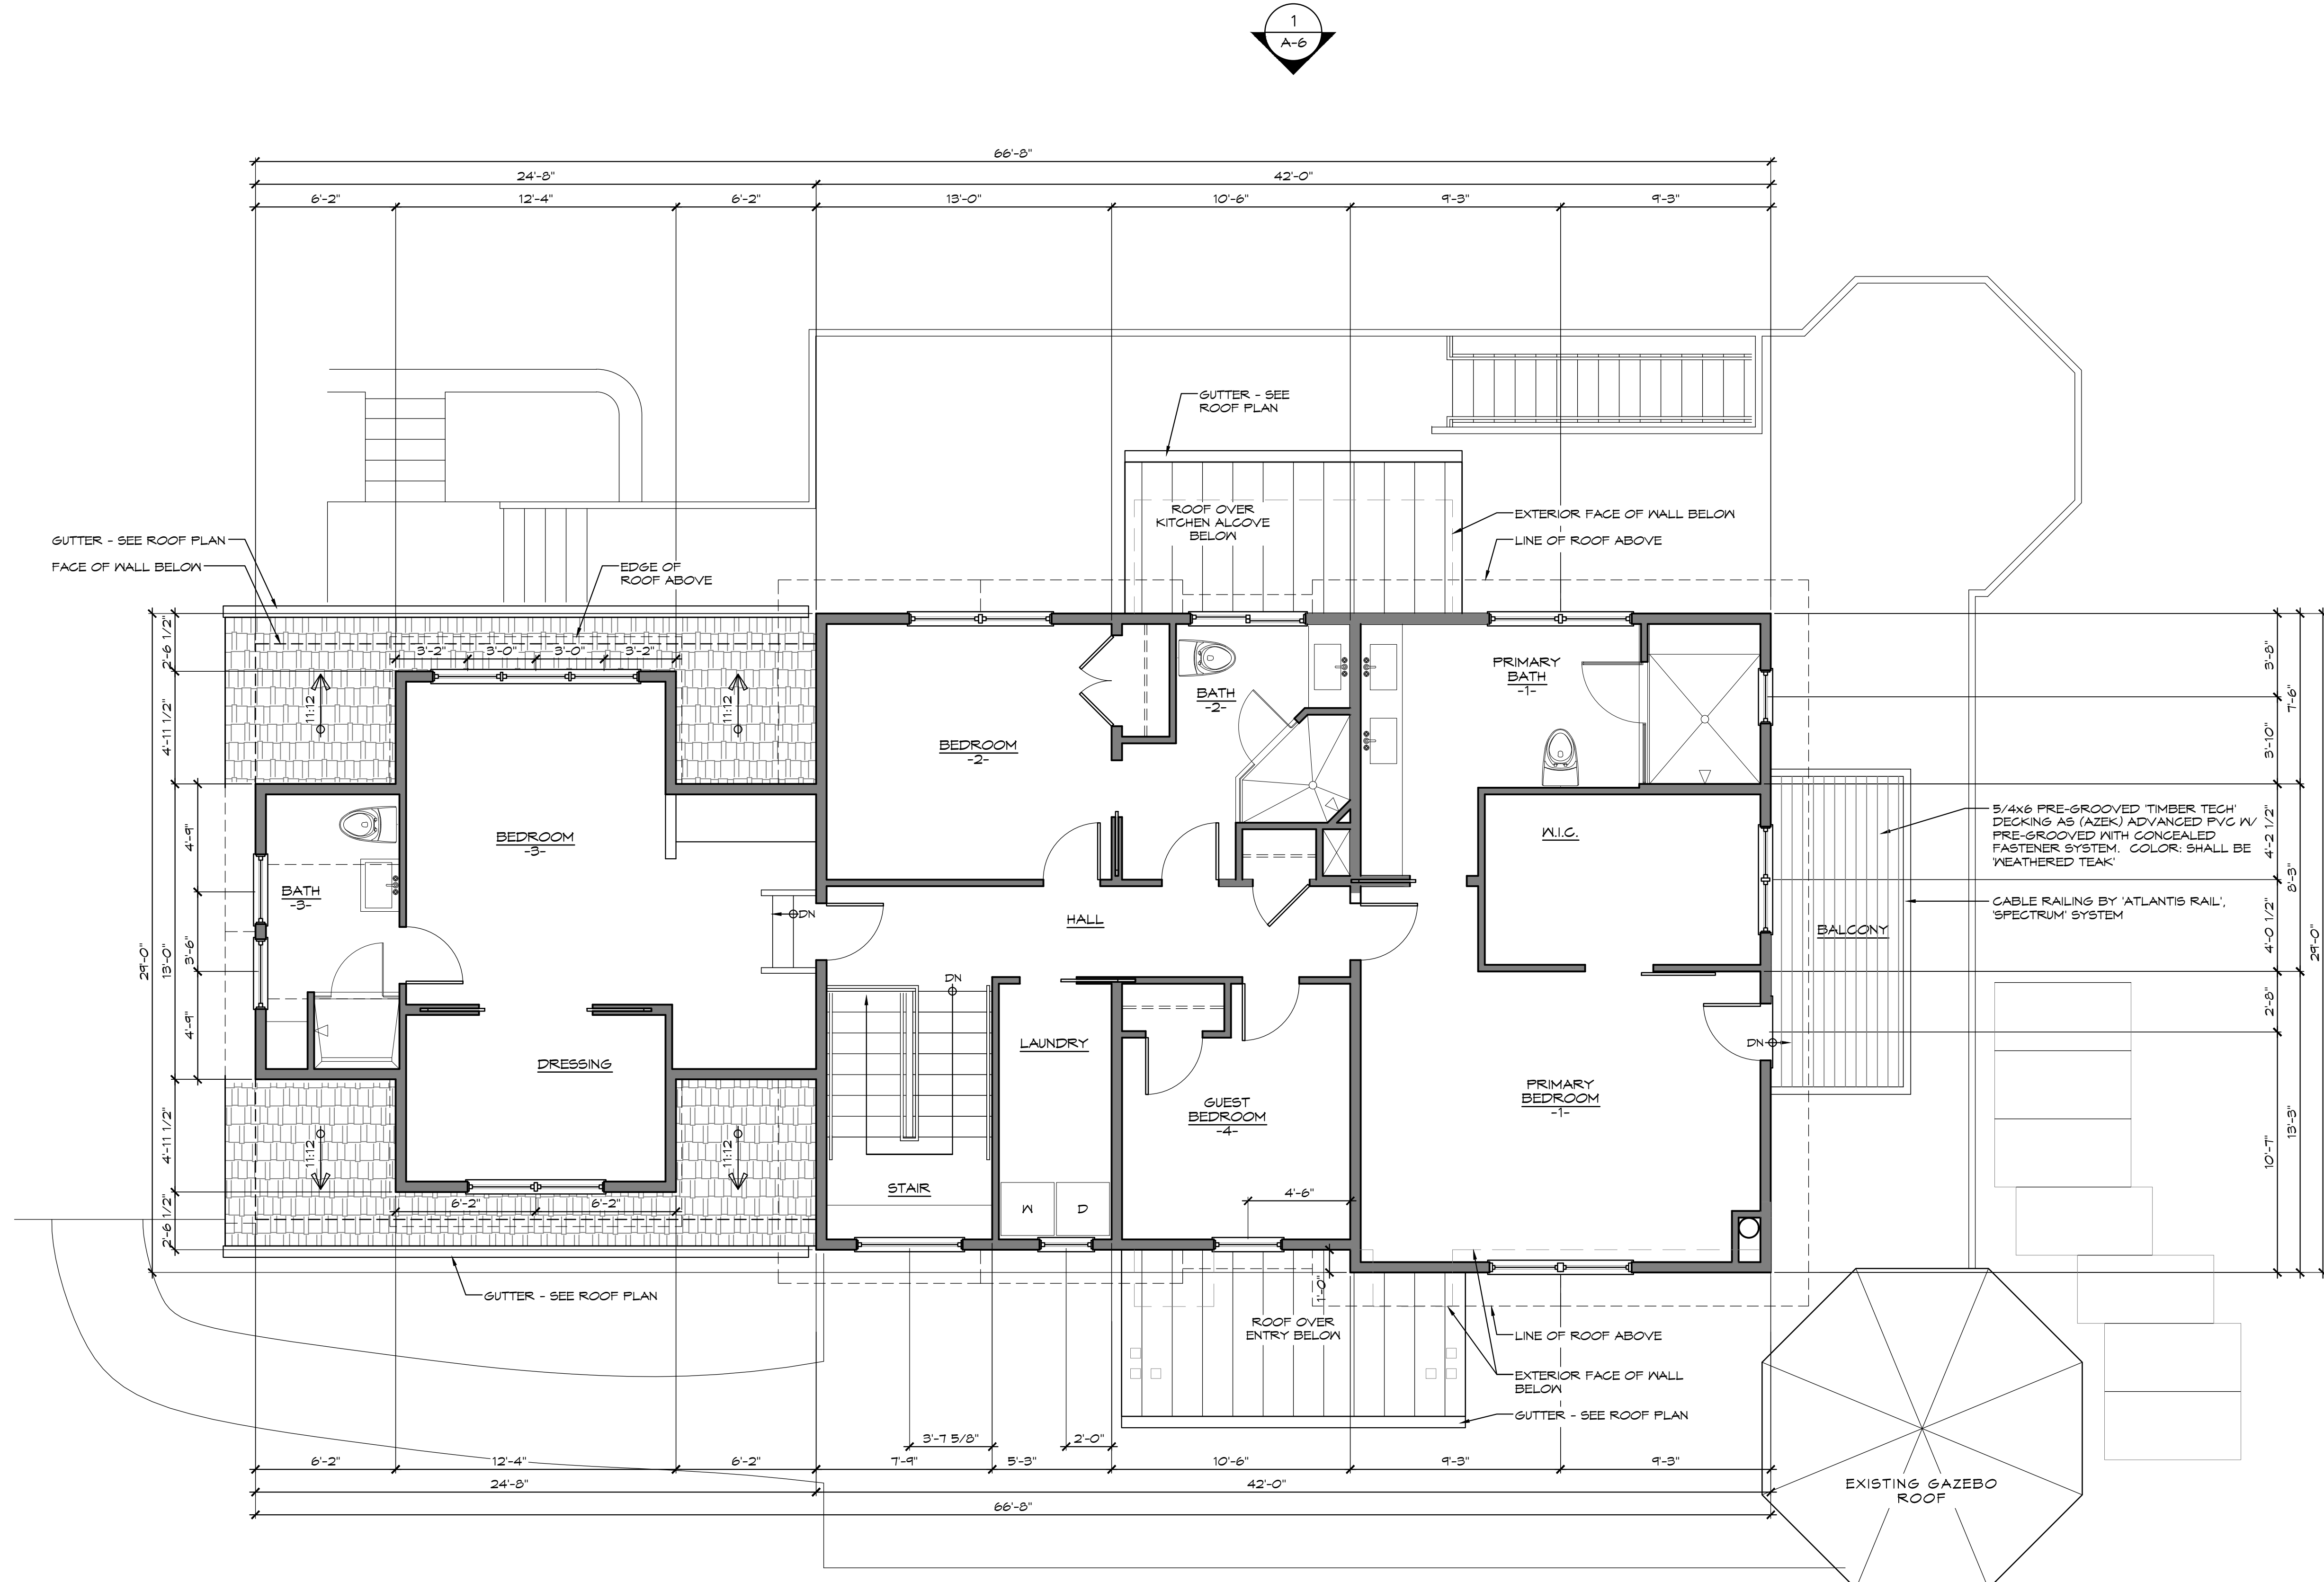 1
A-6
66'-8"
24'-8"
42'-0"
6'-2"
12'-4"
6'-2"
13'-0"
10'-6"
9'-3"
9'-3"
GUTTER - SEE
ROOF PLAN
ROOF OVER
KITCHEN ALCOVE
BELOW
EXTERIOR FACE OF WALL BELOW
LINE OF ROOF ABOVE
GUTTER - SEE ROOF PLAN
FACE OF WALL BELOW
EDGE OF
ROOF ABOVE
3'-2"
3'-0"
3'-0"
3'-2"
11:12
11:12
2'-6 1/2"
4'-11 1/2"
13'-0"
4'-11 1/2"
2'-6 1/2"
29'-0"
4'-9"
3'-6"
4'-9"
BEDROOM
-2-
BATH
-2-
PRIMARY
BATH
-1-
BEDROOM
-3-
BATH
-3-
W.I.C.
DN
HALL
DN
LAUNDRY
DRESSING
GUEST
BEDROOM
-4-
PRIMARY
BEDROOM
-1-
DN
STAIR
W
D
4'-6"
11:12
11:12
6'-2"
6'-2"
5/4x6 PRE-GROOVED 'TIMBER TECH'
DECKING AS (AZEK) ADVANCED PVC W/
PRE-GROOVED WITH CONCEALED
FASTENER SYSTEM. COLOR: SHALL BE
'WEATHERED TEAK'
CABLE RAILING BY 'ATLANTIS RAIL',
'SPECTRUM' SYSTEM
BALCONY
3'-8"
3'-10"
4'-2 1/2"
4'-0 1/2"
2'-8"
10'-7"
7'-6"
8'-3"
13'-3"
29'-0"
GUTTER - SEE ROOF PLAN
1'-0"
ROOF OVER
ENTRY BELOW
LINE OF ROOF ABOVE
EXTERIOR FACE OF WALL
BELOW
GUTTER - SEE ROOF PLAN
3'-7 5/8"
2'-0"
6'-2"
12'-4"
6'-2"
7'-9"
5'-3"
10'-6"
9'-3"
9'-3"
24'-8"
42'-0"
66'-8"
EXISTING GAZEBO
ROOF